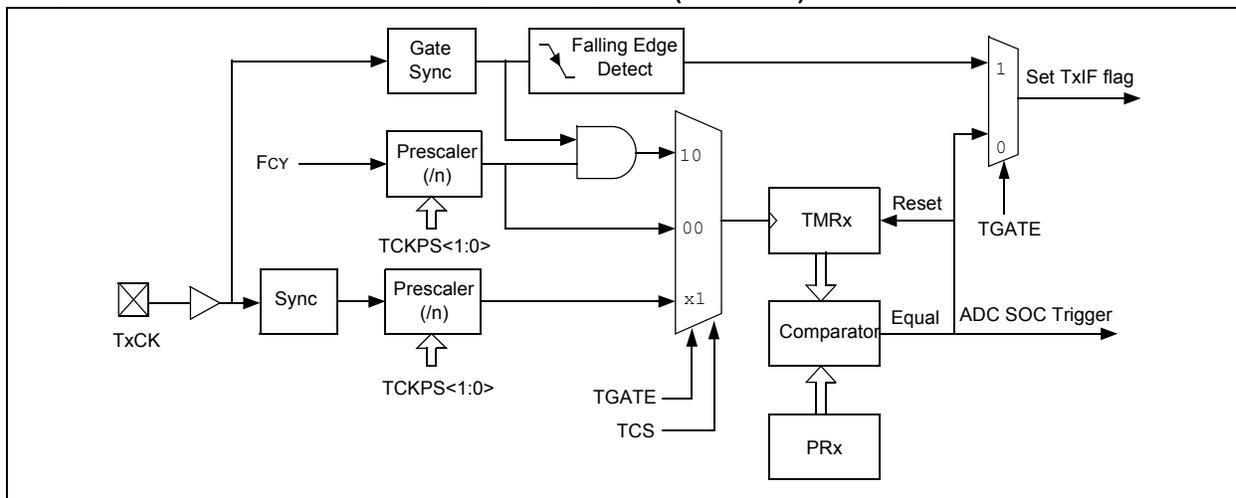 Gate
Sync
Falling Edge
Detect
1
Set TxIF flag
FCY
Prescaler
(/n)
10
0
TCKPS<1:0>
00
TMRx
Reset
TGATE
TxCK
Sync
Prescaler
(/n)
x1
Comparator
Equal
ADC SOC Trigger
TCKPS<1:0>
TGATE
TCS
PRx